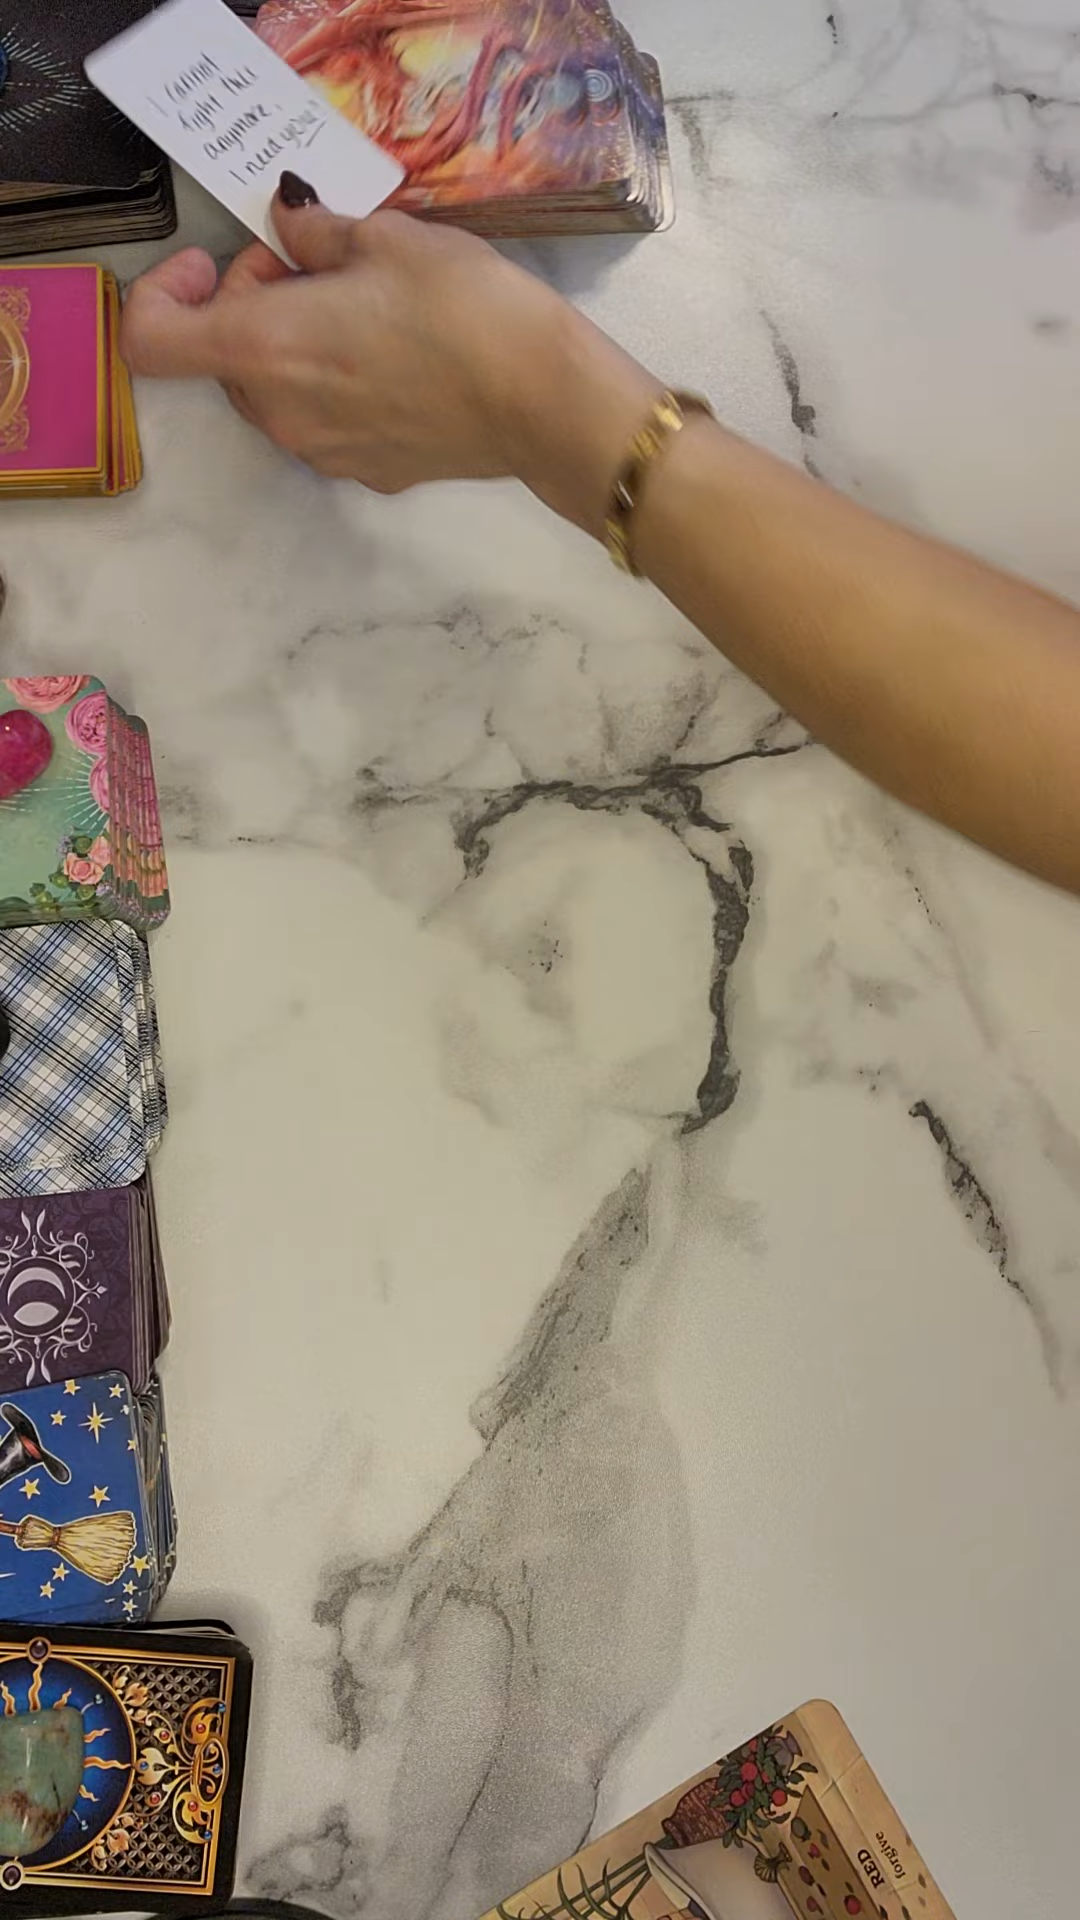 I cannot
fight this
anymore,
I need you"
RED
forgive